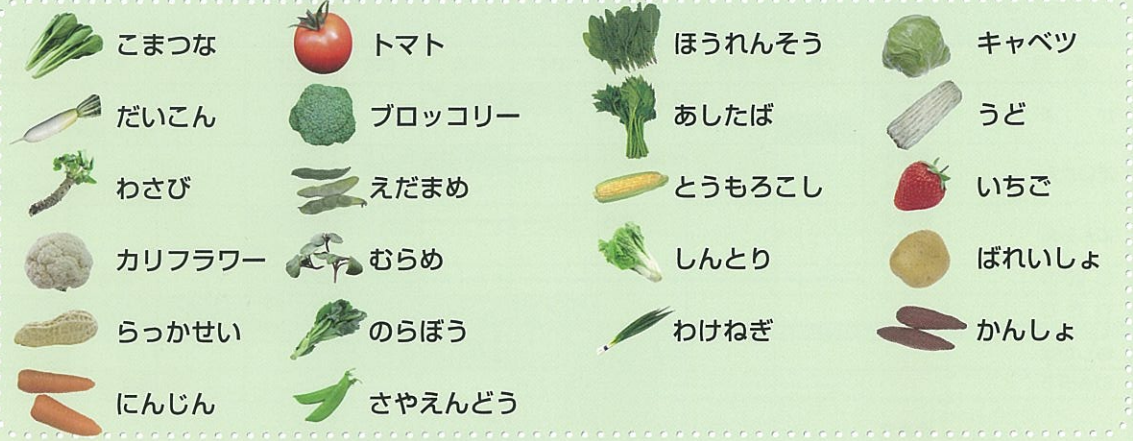 こまつな
トマト
ほうれんそう
キャベツ
だいこん
ブロッコリー
あしたば
うど
わさび
えだまめ
とうもろこし
いちご
カリフラワー
むらめ
しんとり
ばれいしょ
らっかせい
のらぼう
わけねぎ
かんしょ
にんじん
さやえんどう